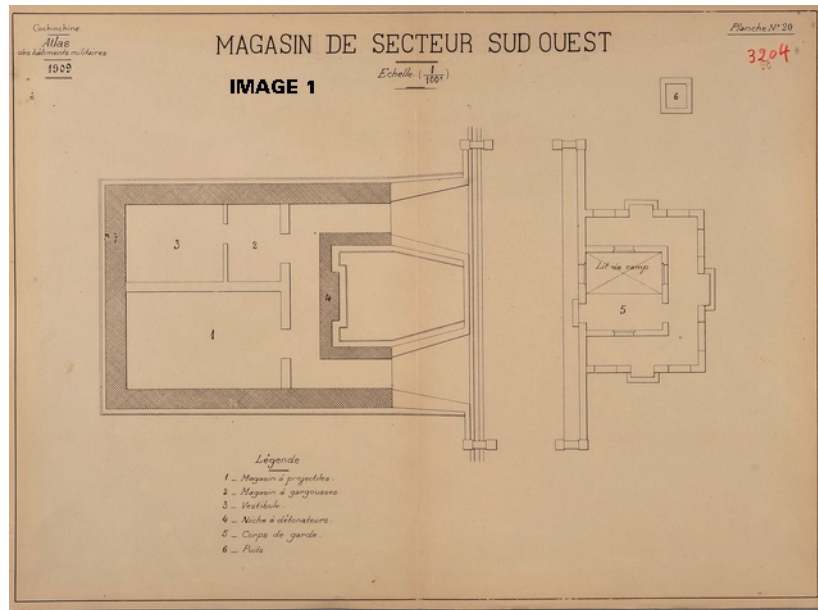 Cochinchine
Atlas
des bâtiments militaires
1909
MAGASIN DE SECTEUR SUD OUEST
Echelle. (1/100e)
IMAGE 1
Planche No 30
3204
6
3
2
4
1
Lit de camp
5
Légende
1 _ Magasin à projectiles.
2 _ Magasin à gargousses.
3 _ Vestibule.
4 _ Niche à détonateurs.
5 _ Corps de garde.
6 _ Puits